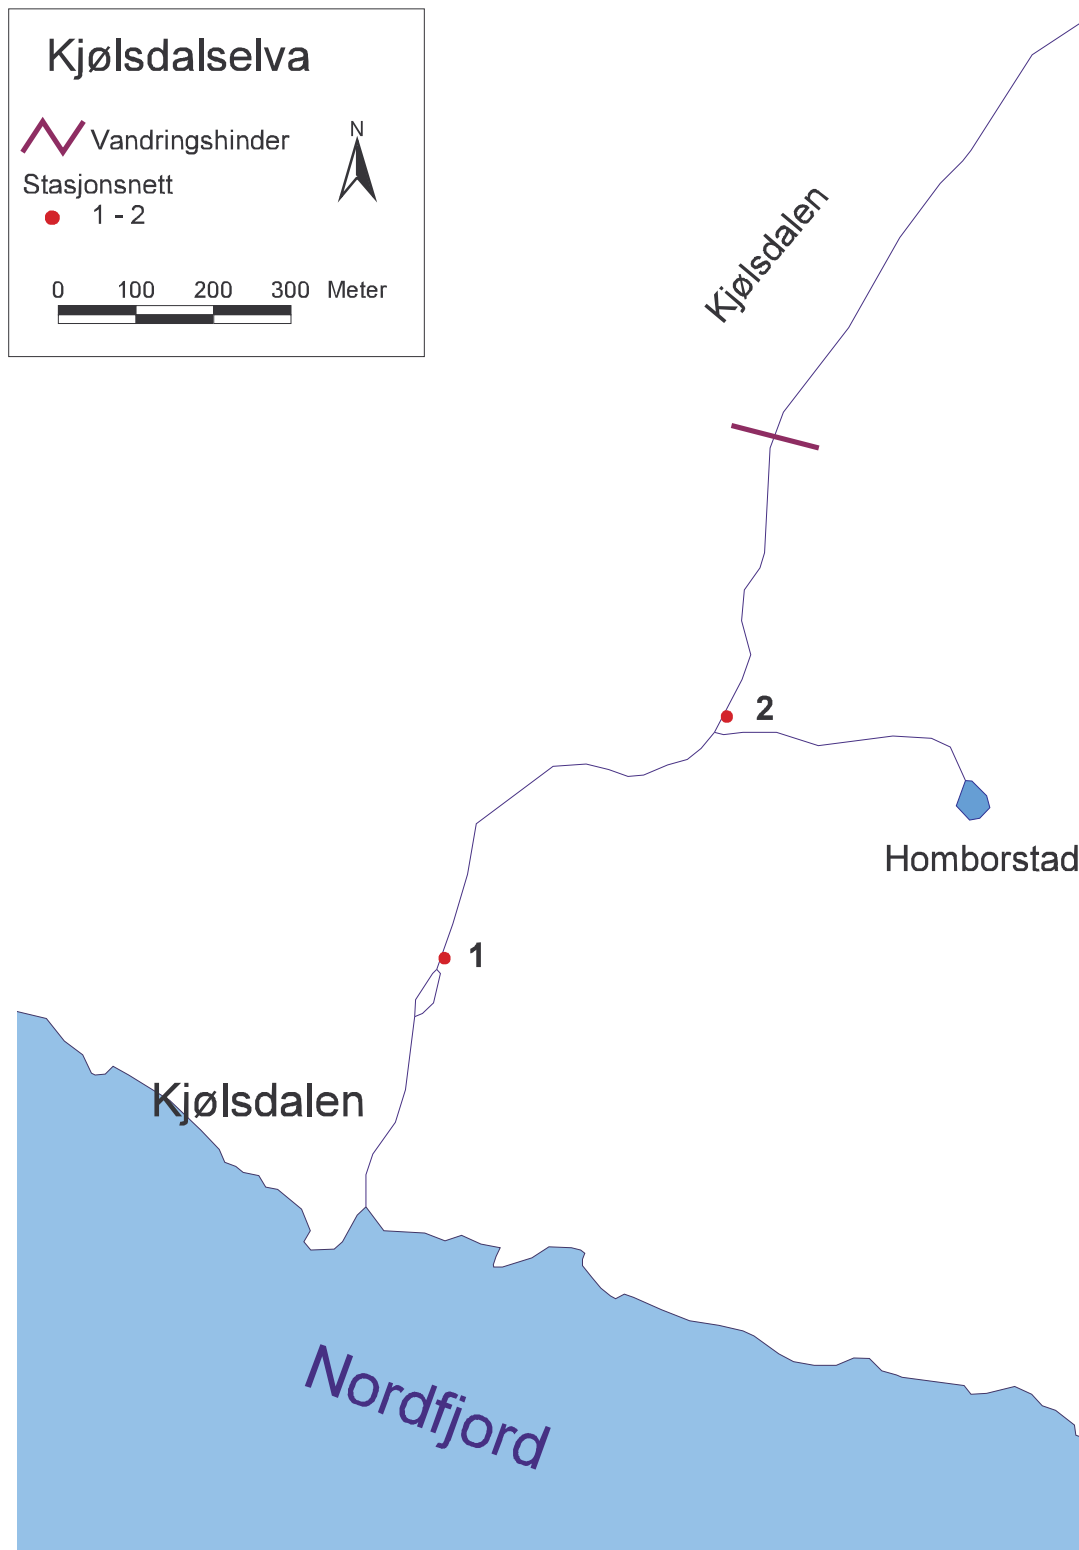 Kjølsdalselva
Vandringshinder
N
Stasjonsnett
1 - 2
0 100 200 300 Meter
Kjølsdalen
2
Homborstad
1
Kjølsdalen
Nordfjord